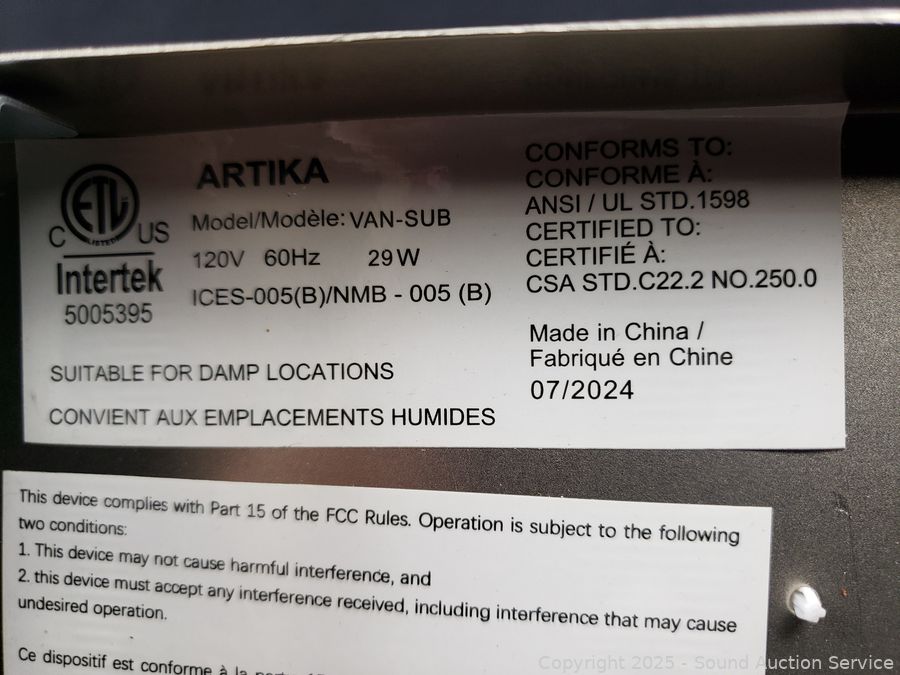 ETL
LISTED
C US
Intertek
5005395
ARTIKA
Model/Modèle: VAN-SUB
120V 60Hz 29W
ICES-005(B)/NMB - 005 (B)
SUITABLE FOR DAMP LOCATIONS
CONVIENT AUX EMPLACEMENTS HUMIDES
CONFORMS TO:
CONFORME À:
ANSI / UL STD.1598
CERTIFIED TO:
CERTIFIÉ À:
CSA STD.C22.2 NO.250.0
Made in China /
Fabriqué en Chine
07/2024
This device complies with Part 15 of the FCC Rules. Operation is subject to the following
two conditions:
1. This device may not cause harmful interference, and
2. this device must accept any interference received, including interference that may cause
undesired operation.
Ce dispositif est conforme à la
Copyright 2025 - Sound Auction Service